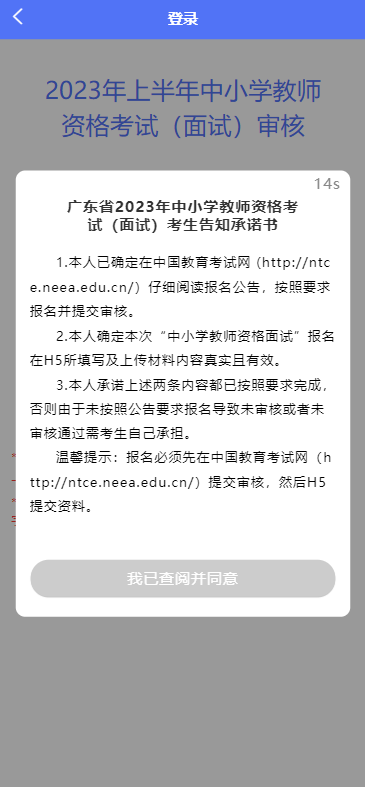 登录
2023年上半年中小学教师
资格考试（面试）审核
14s
广东省2023年中小学教师资格考
试（面试）考生告知承诺书
1.本人已确定在中国教育考试网（http://ntc
e.neea.edu.cn/）仔细阅读报名公告，按照要求
报名并提交审核。
2.本人确定本次“中小学教师资格面试”报名
在H5所填写及上传材料内容真实且有效。
3.本人承诺上述两条内容都已按照要求完成，
否则由于未按照公告要求报名导致未审核或者未
审核通过需考生自己承担。
温馨提示：报名必须先在中国教育考试网（h
ttp://ntce.neea.edu.cn/）提交审核，然后H5
提交资料。
我已查阅并同意